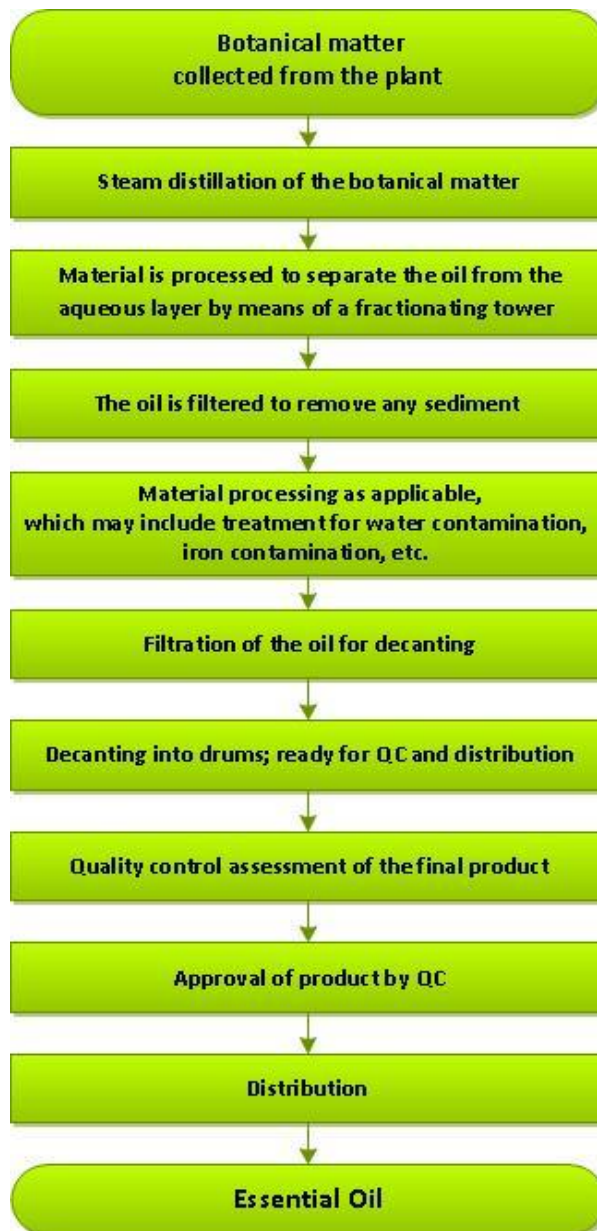 Botanical matter
collected from the plant
Steam distillation of the botanical matter
Material is processed to separate the oil from the
aqueous layer by means of a fractionating tower
The oil is filtered to remove any sediment
Material processing as applicable,
which may include treatment for water contamination,
iron contamination, etc.
Filtration of the oil for decanting
Decanting into drums; ready for QC and distribution
Quality control assessment of the final product
Approval of product by QC
Distribution
Essential Oil